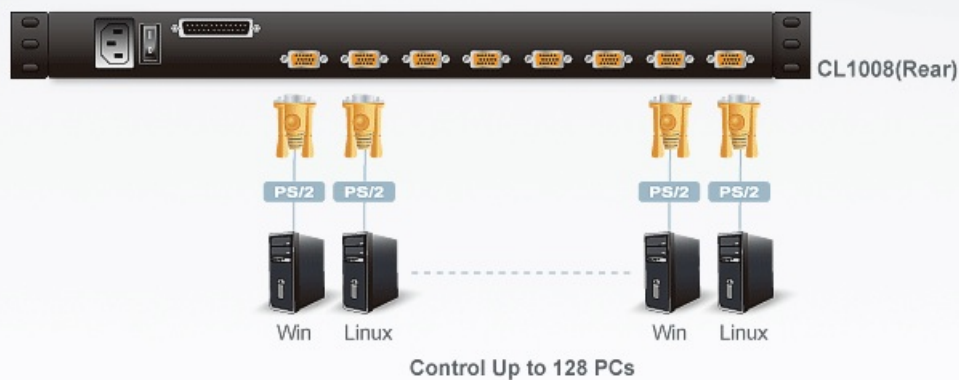 CL1008(Rear)
PS/2 PS/2 PS/2 PS/2
Win Linux Win Linux
Control Up to 128 PCs